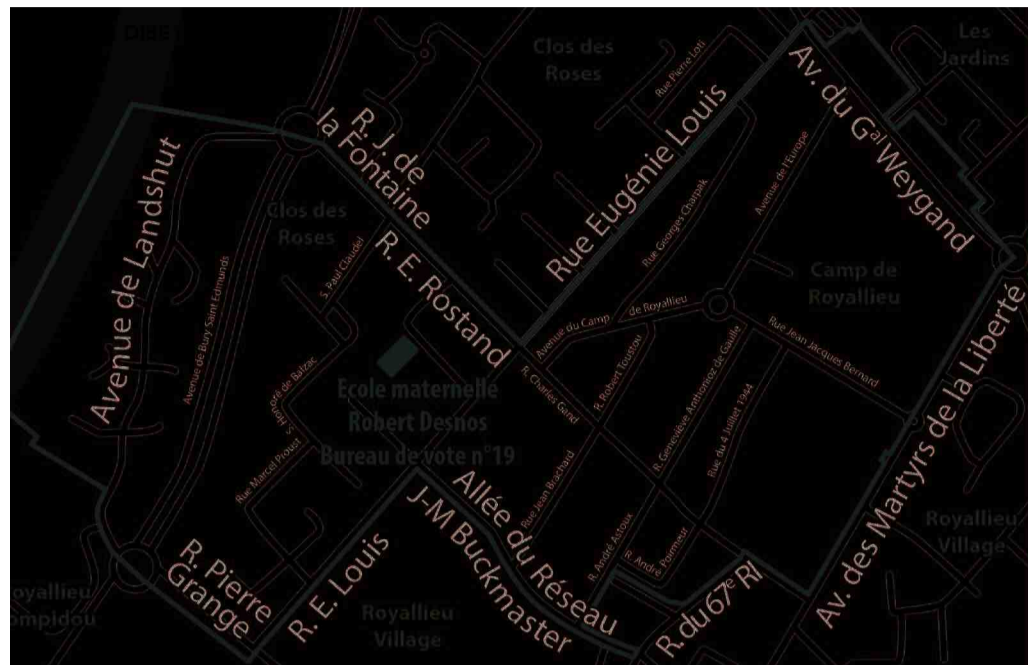 Les
Jardins
Clos des
Roses
Rue Pierre Loti
Av. du Gal Weygand
R. J. de
la Fontaine
Rue Eugénie Louis
Avenue de l'Europe
Rue Georges Charpak
Avenue de Landshut
Clos des
Roses
S. Paul Claudel
R. E. Rostand
Camp de
Royallieu
Avenue de Bury Saint Edmunds
Avenue du Camp de Royallieu
Rue Jean Jacques Bernard
Av. des Martyrs de la Liberté
R. Robert Toustou
R. Charles Gand
R. Geneviève Anthonioz de Gaulle
Rue du 4 Juillet 1944
Ecole maternelle
Robert Desnos
Bureau de vote n°19
de Balzac
Rue Marcel Proust
Rue Jean Brachard
Allée du Réseau
J-M Buckmaster
R. André Astoux
R. André Poirmeur
Royallieu
Village
R. Pierre
Grange
R. E. Louis
R. du 67e RI
Royallieu
Village